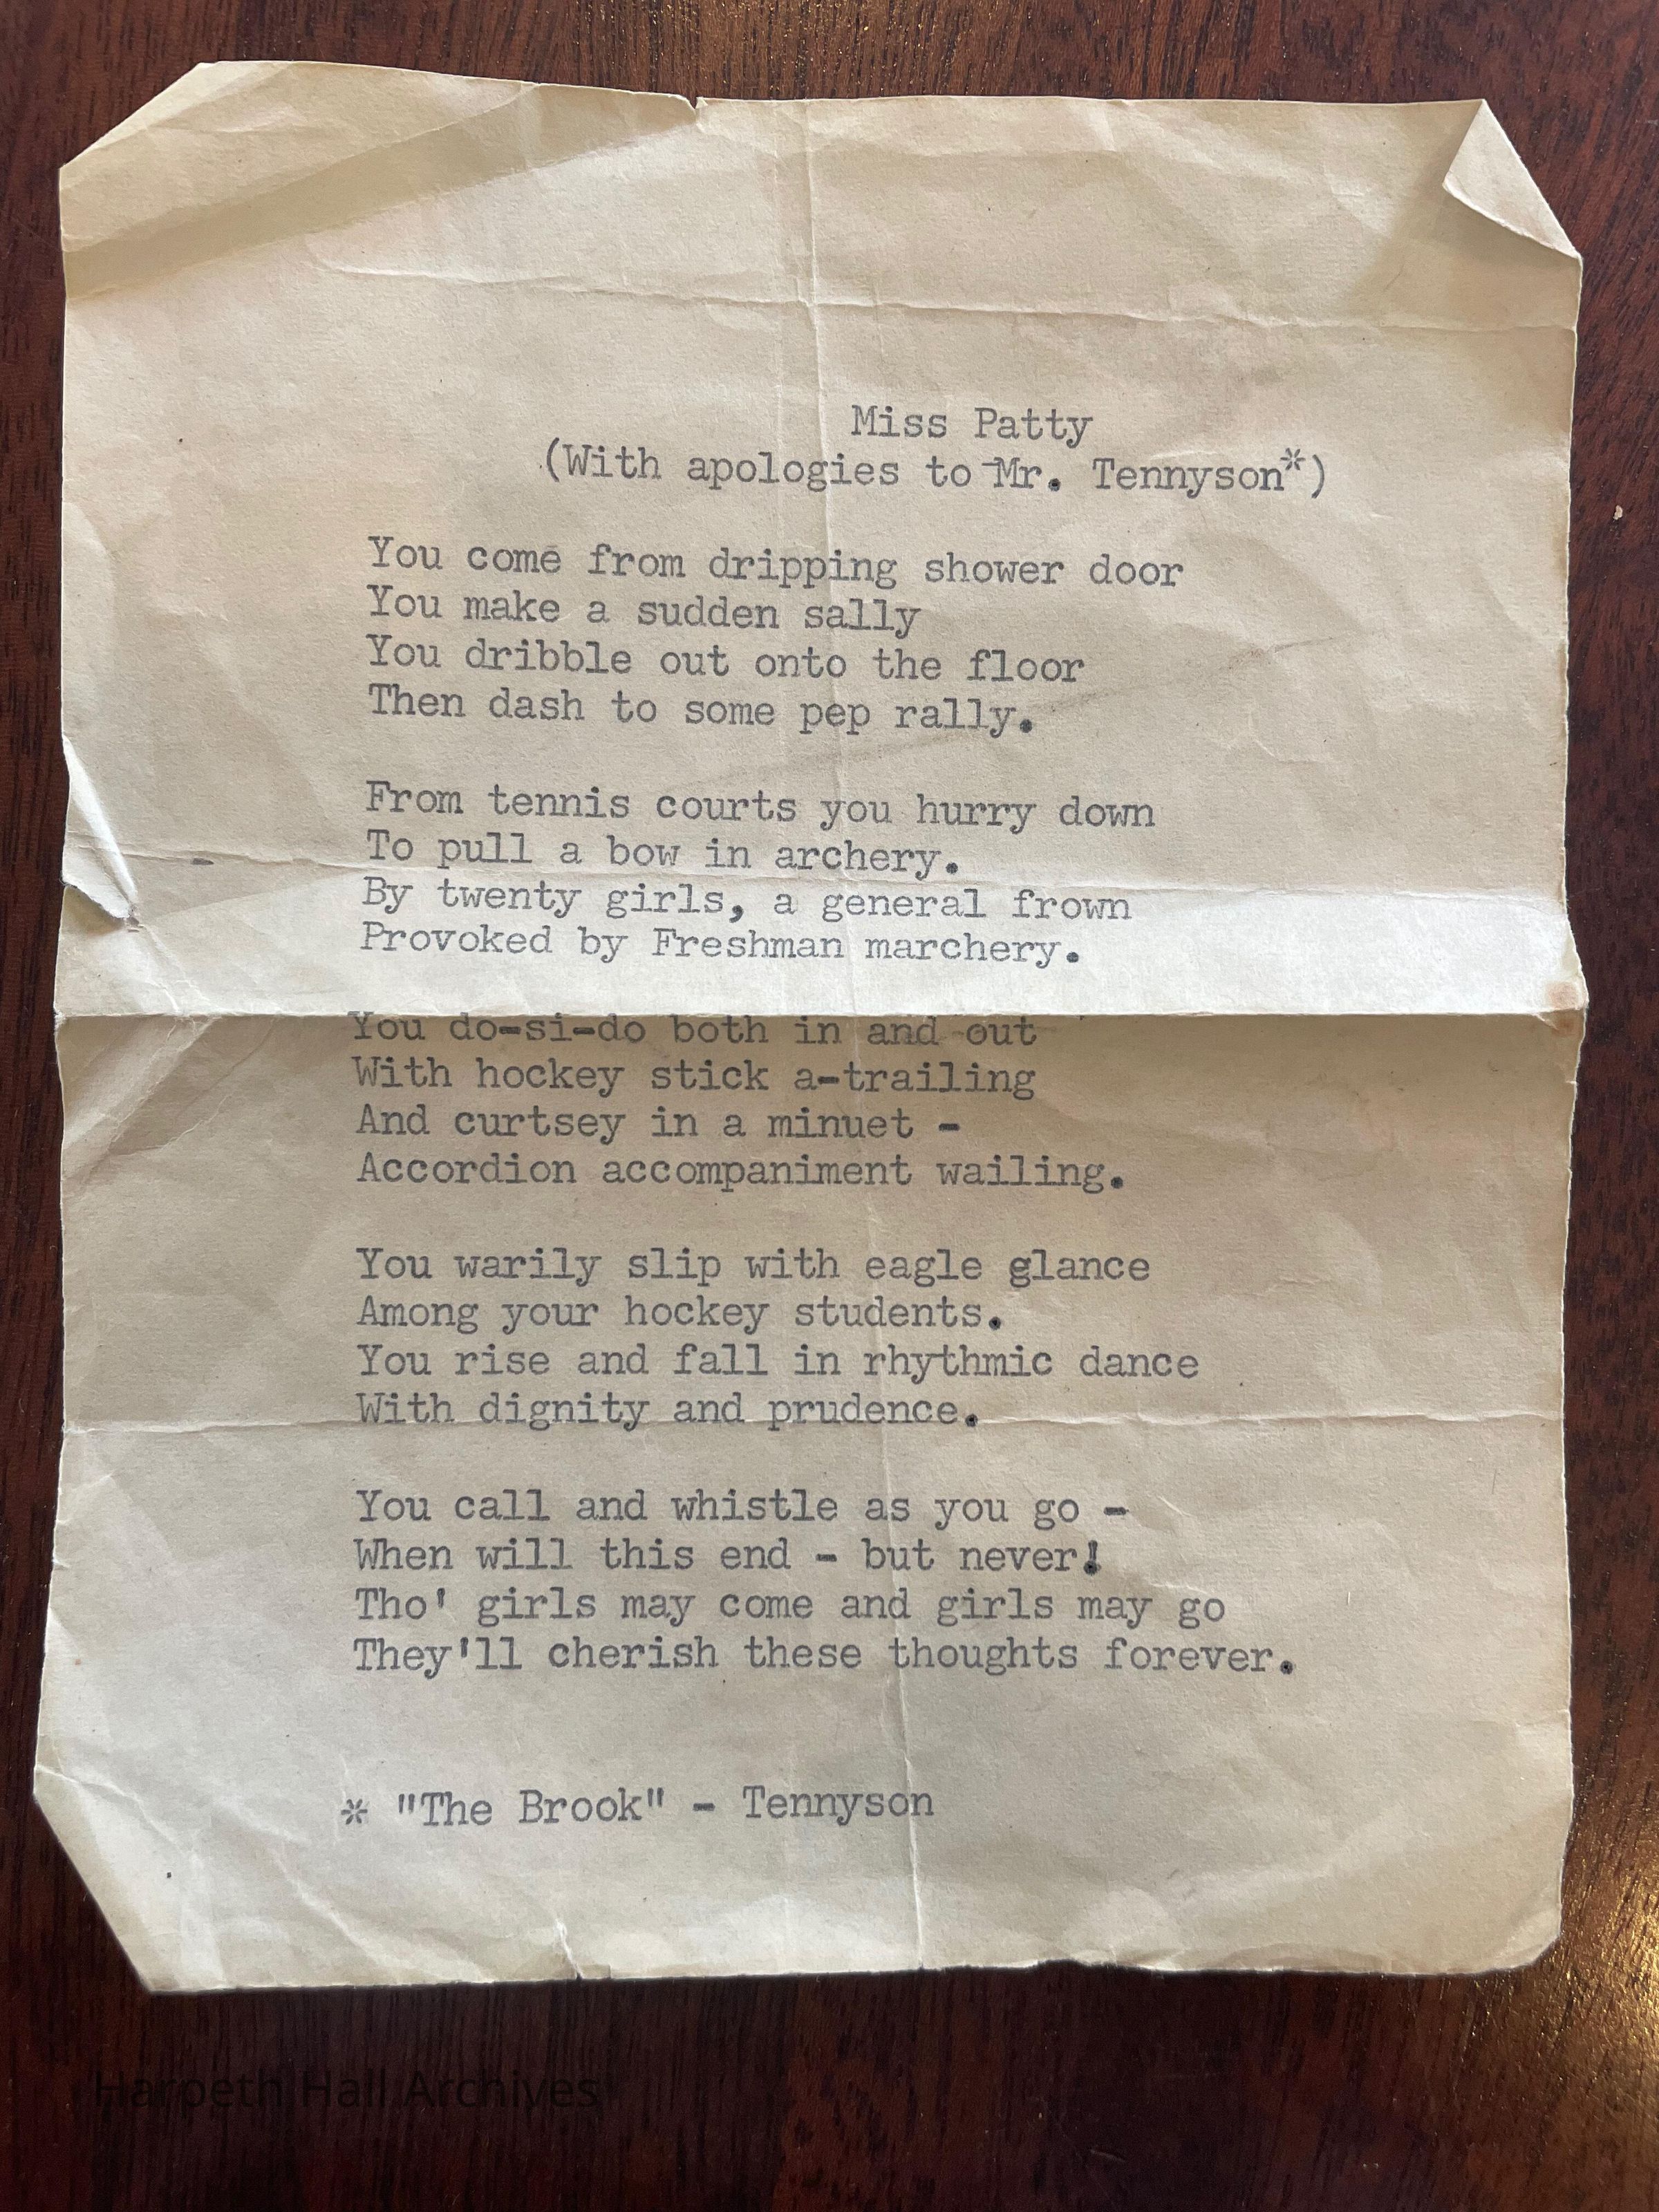 Miss Patty
(With apologies to Mr. Tennyson*)
You come from dripping shower door
You make a sudden sally
You dribble out onto the floor
Then dash to some pep rally.
From tennis courts you hurry down
To pull a bow in archery.
By twenty girls, a general frown
Provoked by Freshman marchery.
You do-si-do both in and out
With hockey stick a-trailing
And curtsey in a minuet -
Accordion accompaniment wailing.
You warily slip with eagle glance
Among your hockey students.
You rise and fall in rhythmic dance
With dignity and prudence.
You call and whistle as you go -
When will this end - but never!
Tho' girls may come and girls may go
They'll cherish these thoughts forever.
* "The Brook" - Tennyson
Harpeth Hall Archives